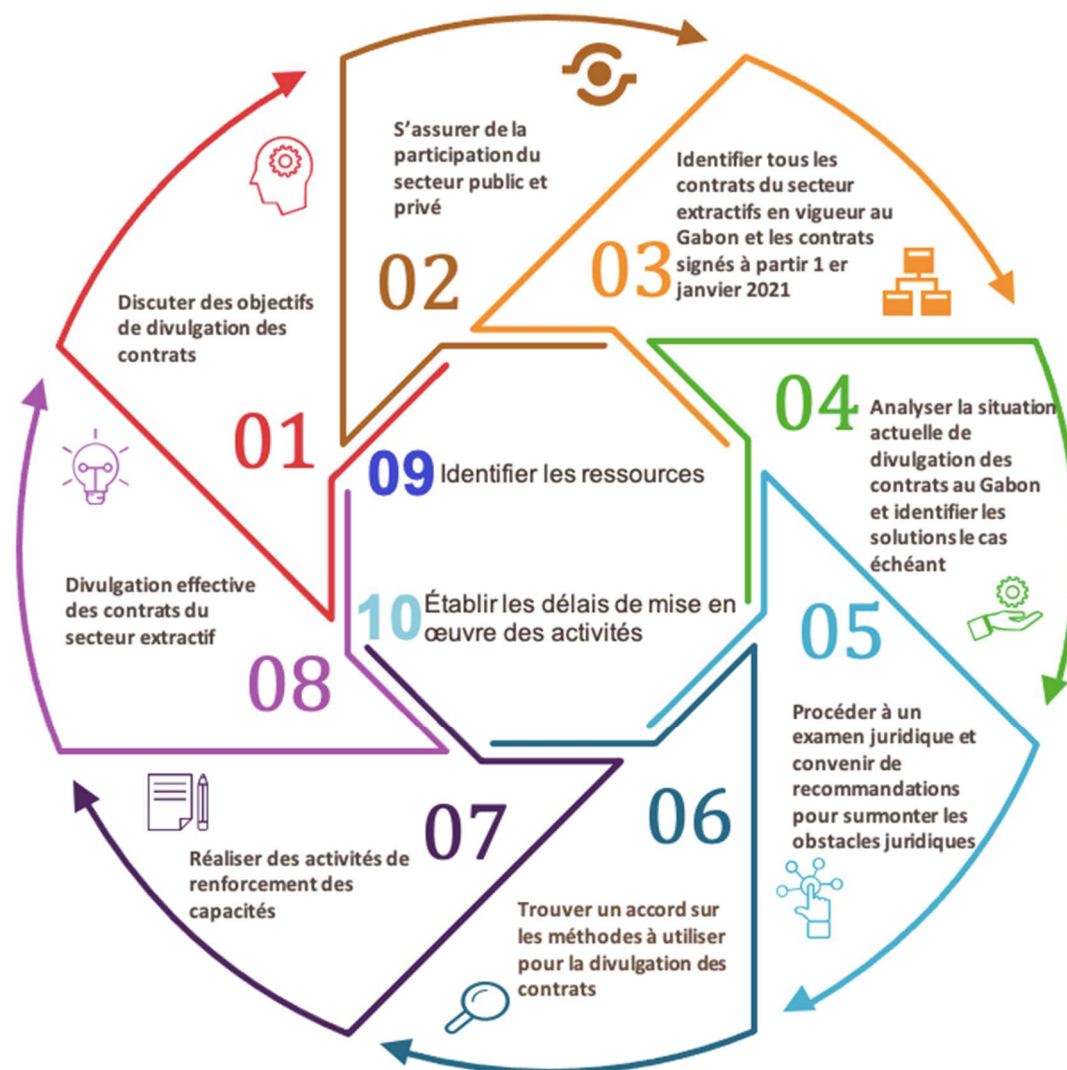 01
Discuter des objectifs
de divulgation des
contrats
02
S'assurer de la
participation du
secteur public et
privé
03
Identifier tous les
contrats du secteur
extractifs en vigueur au
Gabon et les contrats
signés à partir 1 er
janvier 2021
04
Analyser la situation
actuelle de
divulgation des
contrats au Gabon
et identifier les
solutions le cas
échéant
05
Procéder à un
examen juridique et
convenir de
recommandations
pour surmonter les
obstacles juridiques
06
Trouver un accord sur
les méthodes à utiliser
pour la divulgation des
contrats
07
Réaliser des activités de
renforcement des
capacités
08
Divulgation effective
des contrats du
secteur extractif
09 Identifier les ressources
10 Établir les délais de mise en
œuvre des activités